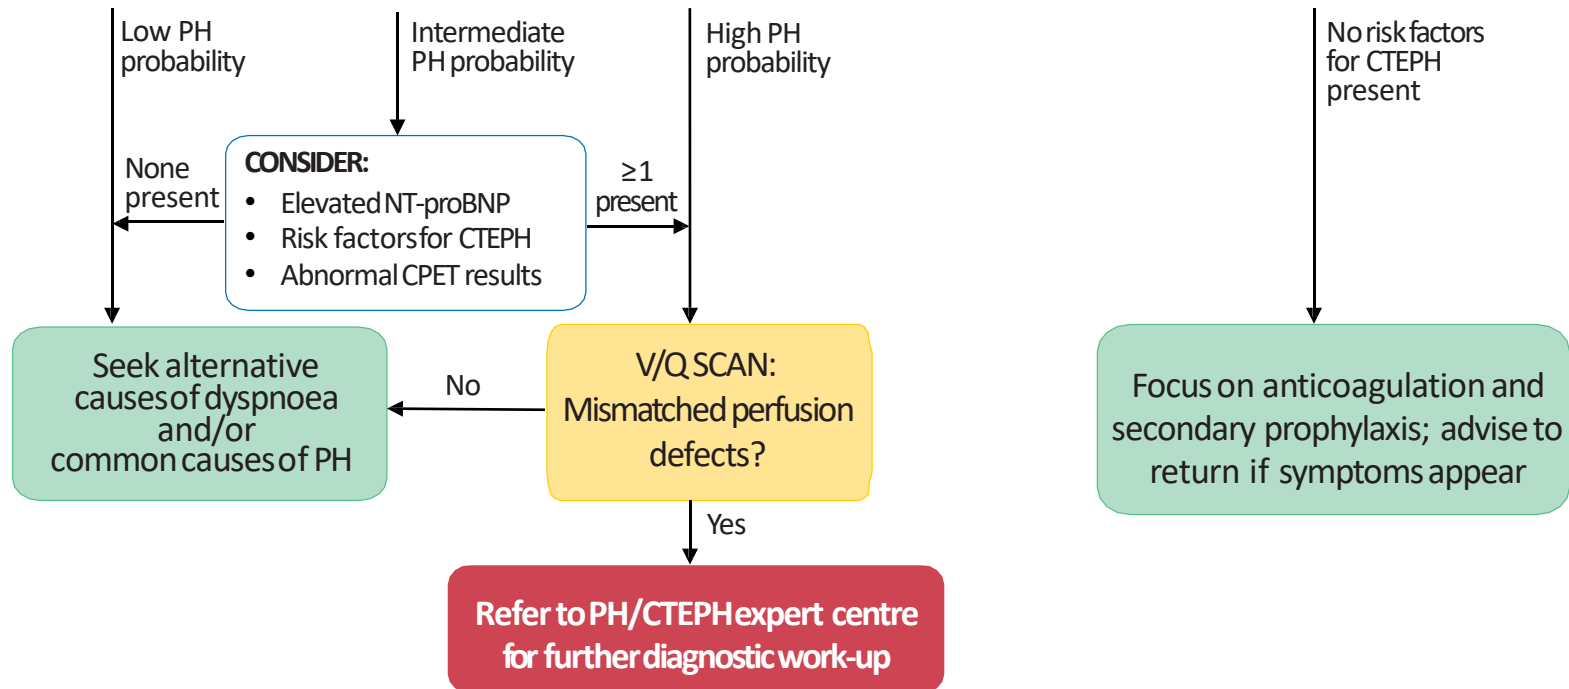 Low PH
probability
Intermediate
PH probability
High PH
probability
No risk factors
for CTEPH
present
None
present
CONSIDER:
• Elevated NT-proBNP
• Risk factors for CTEPH
• Abnormal CPET results
≥1
present
Seek alternative
causes of dyspnoea
and/or
common causes of PH
No
V/Q SCAN:
Mismatched perfusion
defects?
Focus on anticoagulation and
secondary prophylaxis; advise to
return if symptoms appear
Yes
Refer to PH/CTEPH expert centre
for further diagnostic work-up